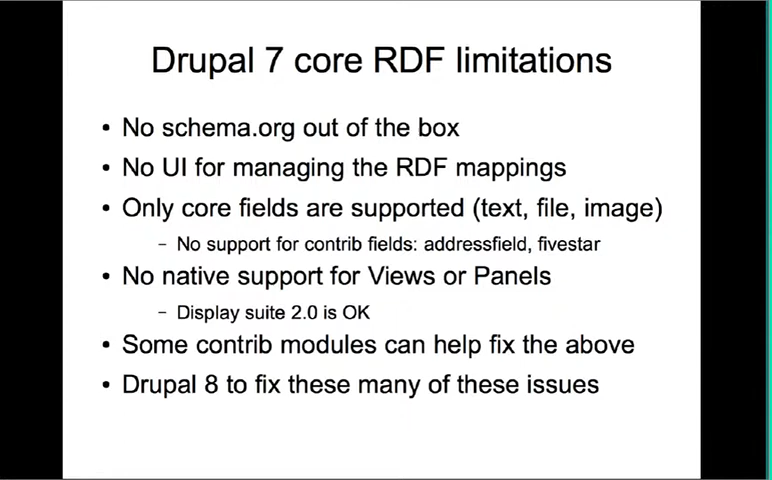 Drupal 7 core RDF limitations
• No schema.org out of the box
• No UI for managing the RDF mappings
• Only core fields are supported (text, file, image)
– No support for contrib fields: addressfield, fivestar
• No native support for Views or Panels
– Display suite 2.0 is OK
• Some contrib modules can help fix the above
• Drupal 8 to fix these many of these issues